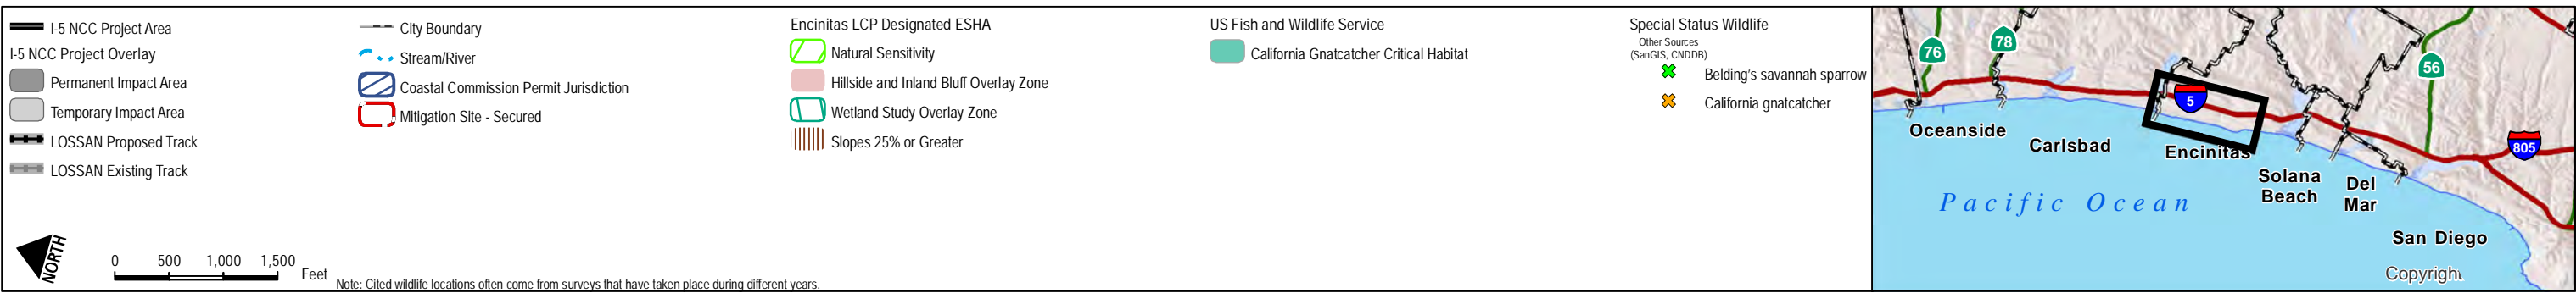 I-5 NCC Project Area
I-5 NCC Project Overlay
Permanent Impact Area
Temporary Impact Area
LOSSAN Proposed Track
LOSSAN Existing Track
City Boundary
Stream/River
Coastal Commission Permit Jurisdiction
Mitigation Site - Secured
Encinitas LCP Designated ESHA
Natural Sensitivity
Hillside and Inland Bluff Overlay Zone
Wetland Study Overlay Zone
Slopes 25% or Greater
US Fish and Wildlife Service
California Gnatcatcher Critical Habitat
Special Status Wildlife
Other Sources
(SanGIS, CNDDB)
Belding's savannah sparrow
California gnatcatcher
NORTH
0 500 1,000 1,500
Feet
Note: Cited wildlife locations often come from surveys that have taken place during different years.
76
78
56
5
805
Oceanside
Carlsbad
Encinitas
Solana
Beach
Del
Mar
San Diego
Pacific Ocean
Copyright